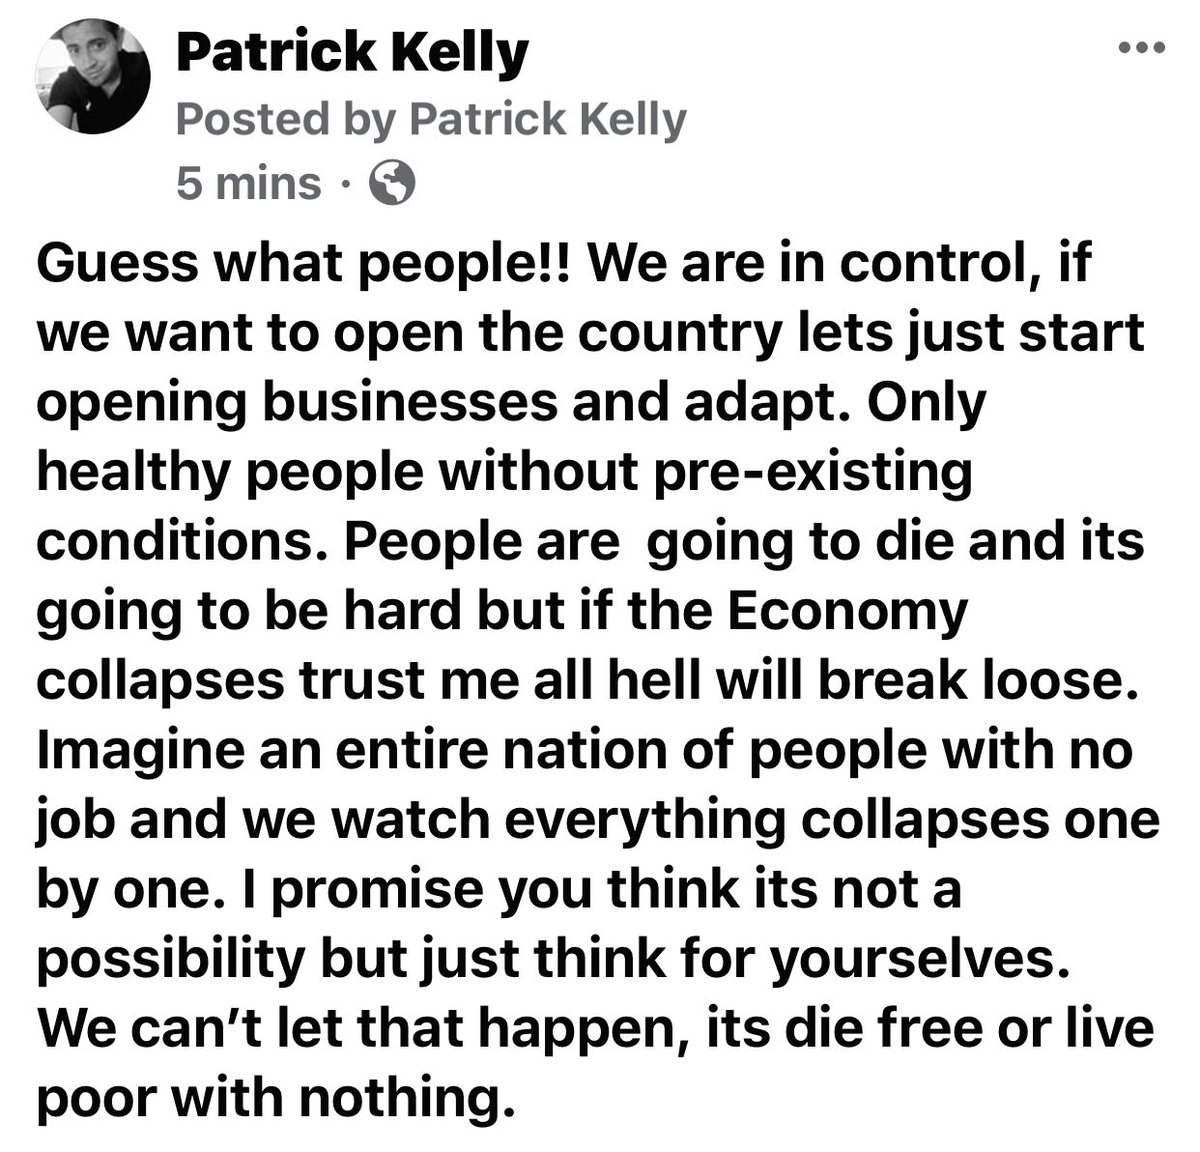 Patrick Kelly
Posted by Patrick Kelly
5 mins ·
Guess what people!! We are in control, if
we want to open the country lets just start
opening businesses and adapt. Only
healthy people without pre-existing
conditions. People are  going to die and its
going to be hard but if the Economy
collapses trust me all hell will break loose.
Imagine an entire nation of people with no
job and we watch everything collapses one
by one. I promise you think its not a
possibility but just think for yourselves.
We can’t let that happen, its die free or live
poor with nothing.